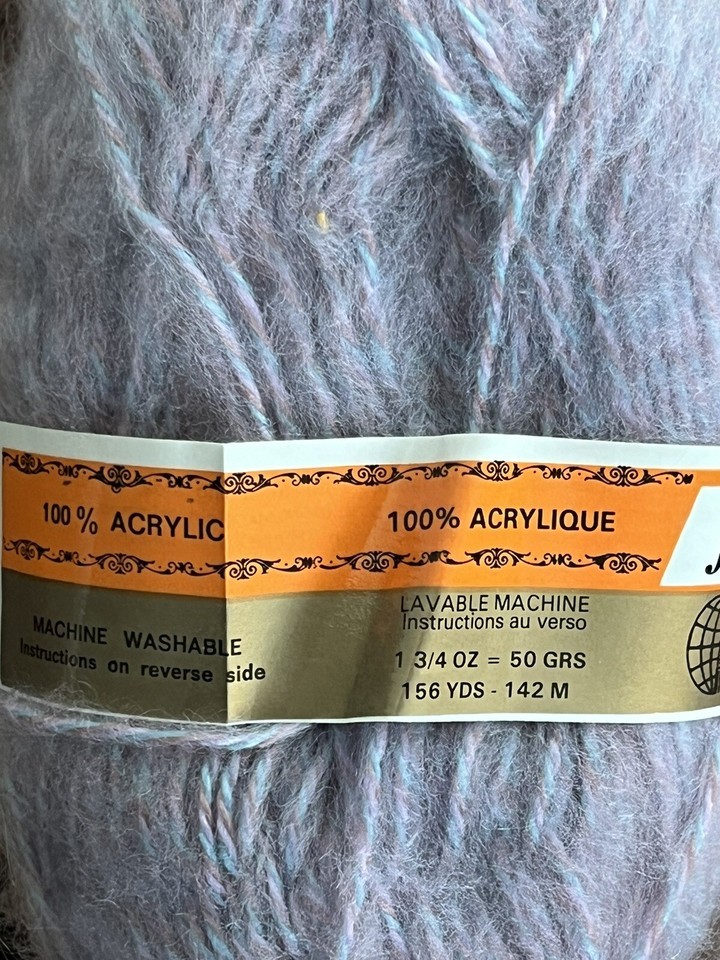 100 % ACRYLIC
MACHINE WASHABLE
Instructions on reverse side
100% ACRYLIQUE
LAVABLE MACHINE
Instructions au verso
1 3/4 OZ = 50 GRS
156 YDS - 142 M